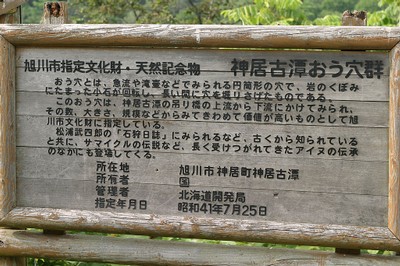 旭川市指定文化財・天然記念物　神居古潭おう穴群
おう穴とは、急流や滝壺などでみられる円筒形の穴で、岩のくぼみ
にたまった小石が回転し、長い間に穴を掘りさげたものである。
このおう穴は、神居古潭の吊り橋の上流から下流にかけてみられ、
その数、大きさ、規模などからみてきわめて価値が高いものとして旭
川市文化財に指定している。
松浦武四郎の「石狩日誌」にみられるなど、古くから知られている
と共に、サマイクルの伝説など、長く受けつがれてきたアイヌの伝承
のなかにも登場してくる。
所在地　旭川市神居町神居古潭
所有者　国
管理者　北海道開発局
指定年月日　昭和41年7月25日